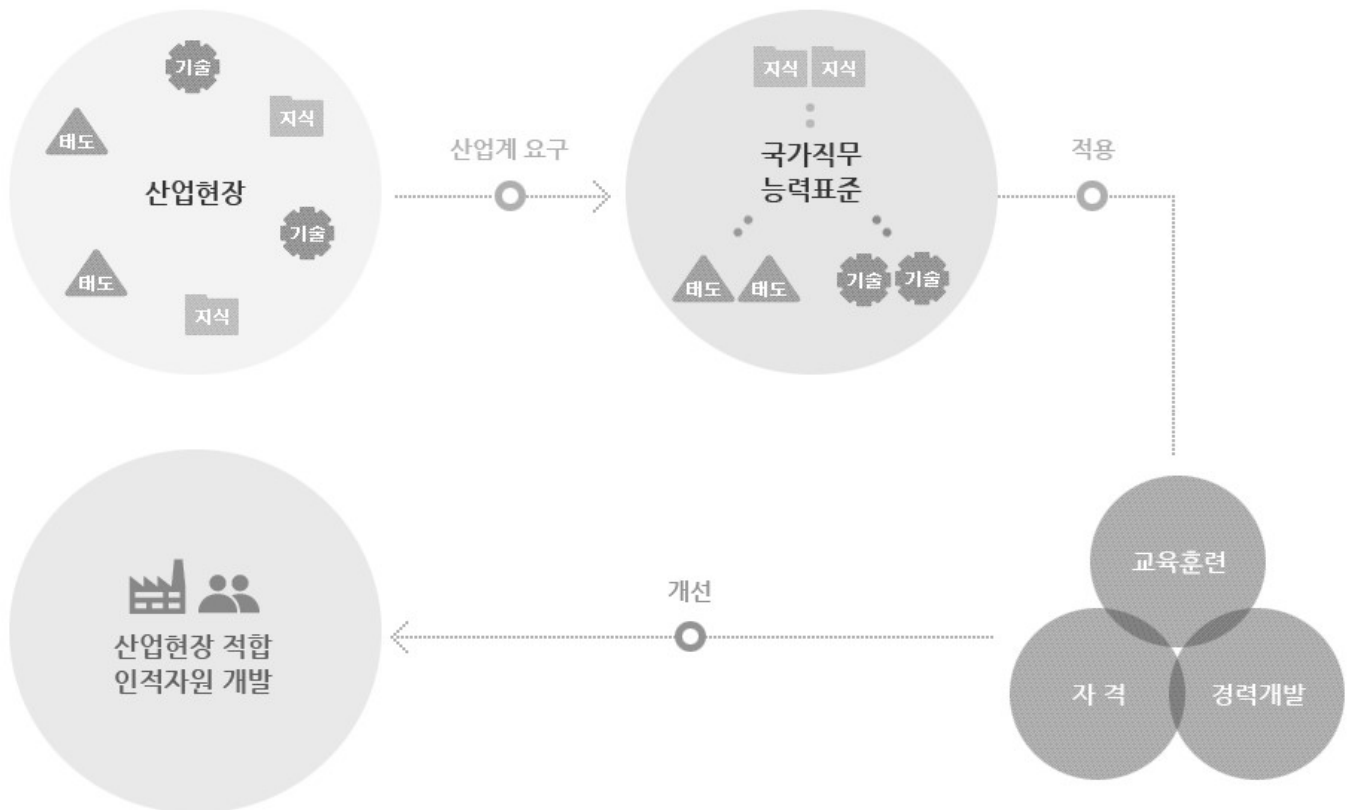 기술
지식
태도
산업현장
기술
태도
지식
산업계 요구
지식 지식
국가직무
능력표준
태도 태도
기술 기술
적용
교육훈련
자 격
경력개발
개선
산업현장 적합
인적자원 개발